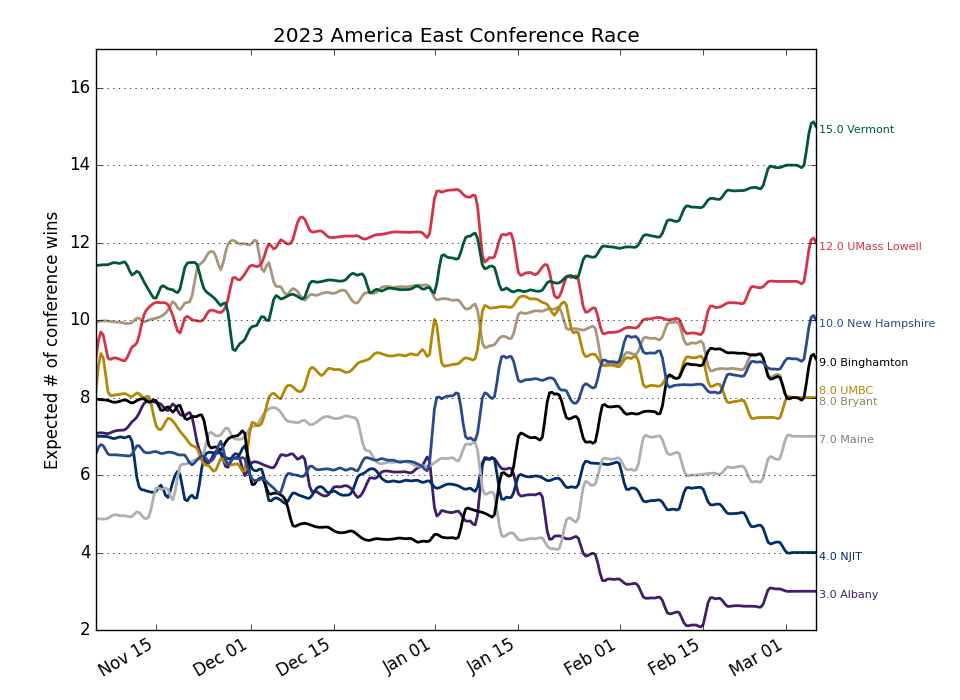 2023 America East Conference Race
Expected # of conference wins
16
14
12
10
8
6
4
2
15.0 Vermont
12.0 UMass Lowell
10.0 New Hampshire
9.0 Binghamton
8.0 UMBC
8.0 Bryant
7.0 Maine
4.0 NJIT
3.0 Albany
Nov 15
Dec 01
Dec 15
Jan 01
Jan 15
Feb 01
Feb 15
Mar 01